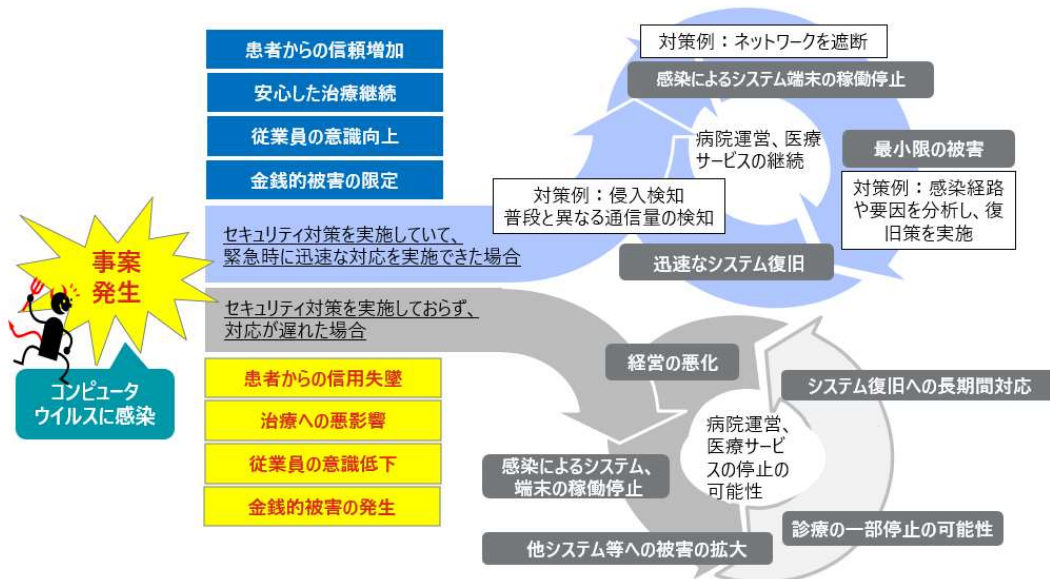 患者からの信頼増加
安心した治療継続
従業員の意識向上
金銭的被害の限定
対策例：ネットワークを遮断
感染によるシステム端末の稼働停止
病院運営、医療
サービスの継続
最小限の被害
対策例：感染経路
や要因を分析し、復
旧策を実施
対策例：侵入検知
普段と異なる通信量の検知
迅速なシステム復旧
セキュリティ対策を実施していて、
緊急時に迅速な対応を実施できた場合
事案
発生
コンピュータ
ウイルスに感染
セキュリティ対策を実施しておらず、
対応が遅れた場合
患者からの信用失墜
治療への悪影響
従業員の意識低下
金銭的被害の発生
経営の悪化
システム復旧への長期間対応
病院運営、
医療サービ
スの停止の
可能性
感染によるシステム、
端末の稼働停止
診療の一部停止の可能性
他システム等への被害の拡大